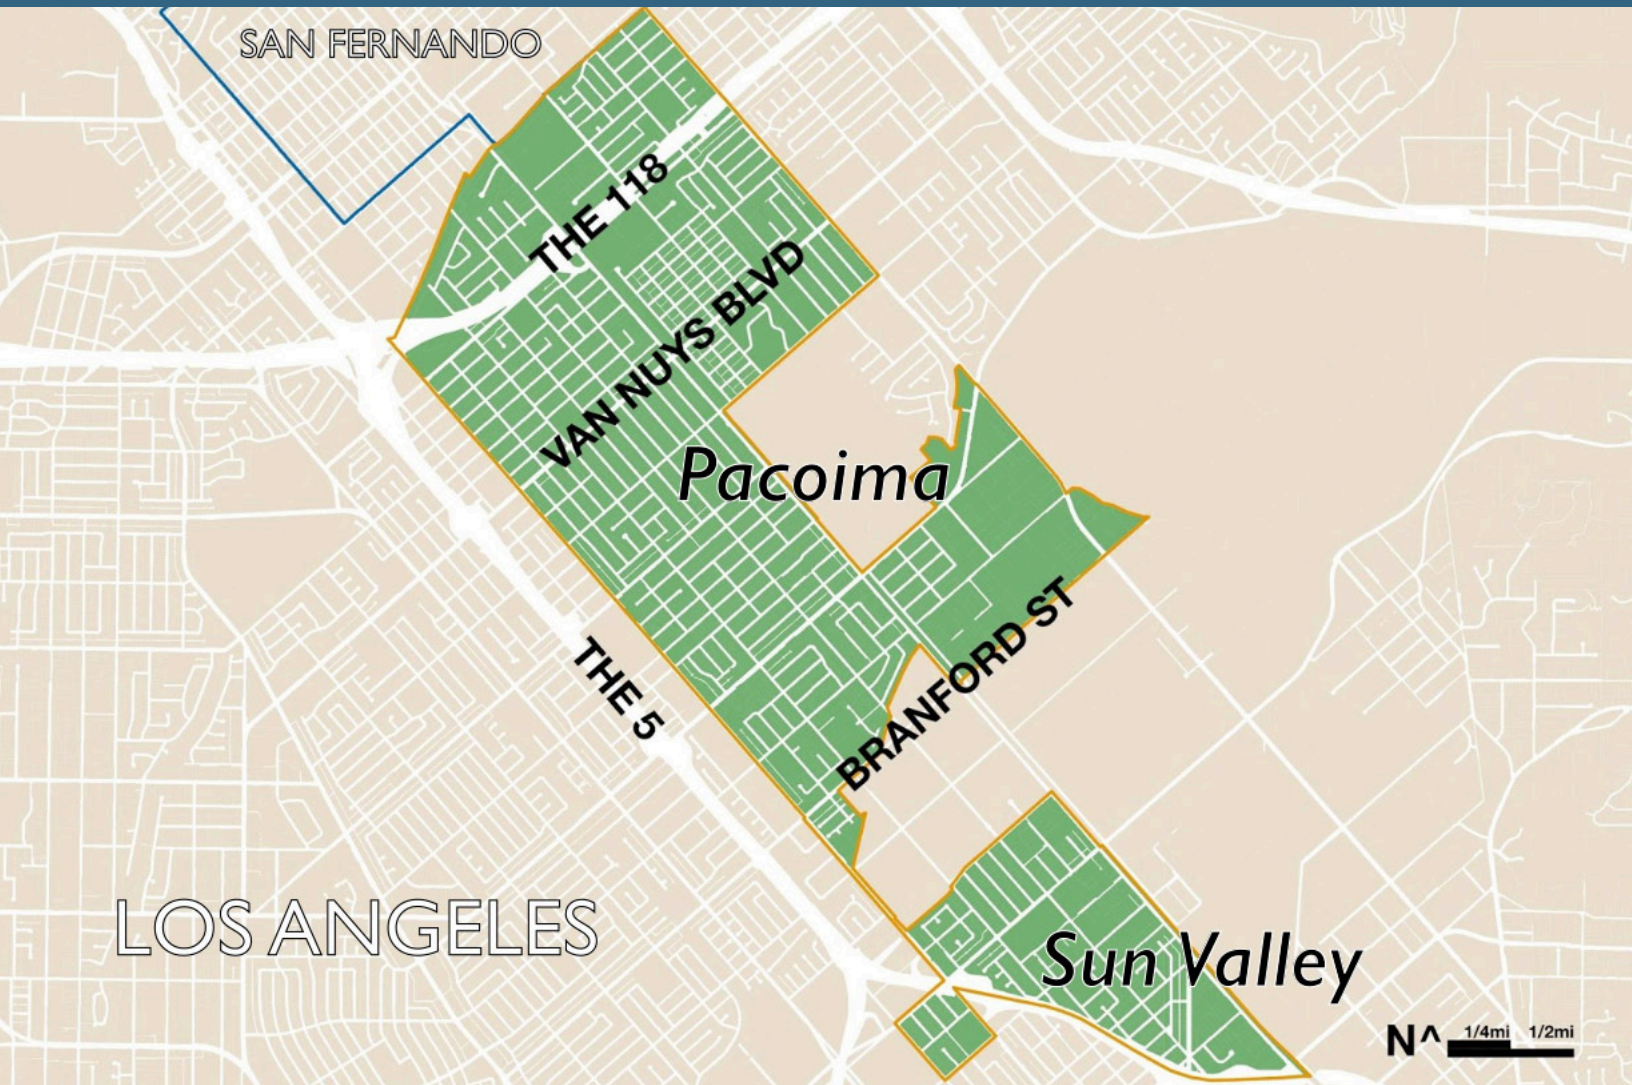 SAN FERNANDO
THE 118
VAN NUYS BLVD
Pacoima
BRANFORD ST
THE 5
LOS ANGELES
Sun Valley
N^ 1/4mi 1/2mi